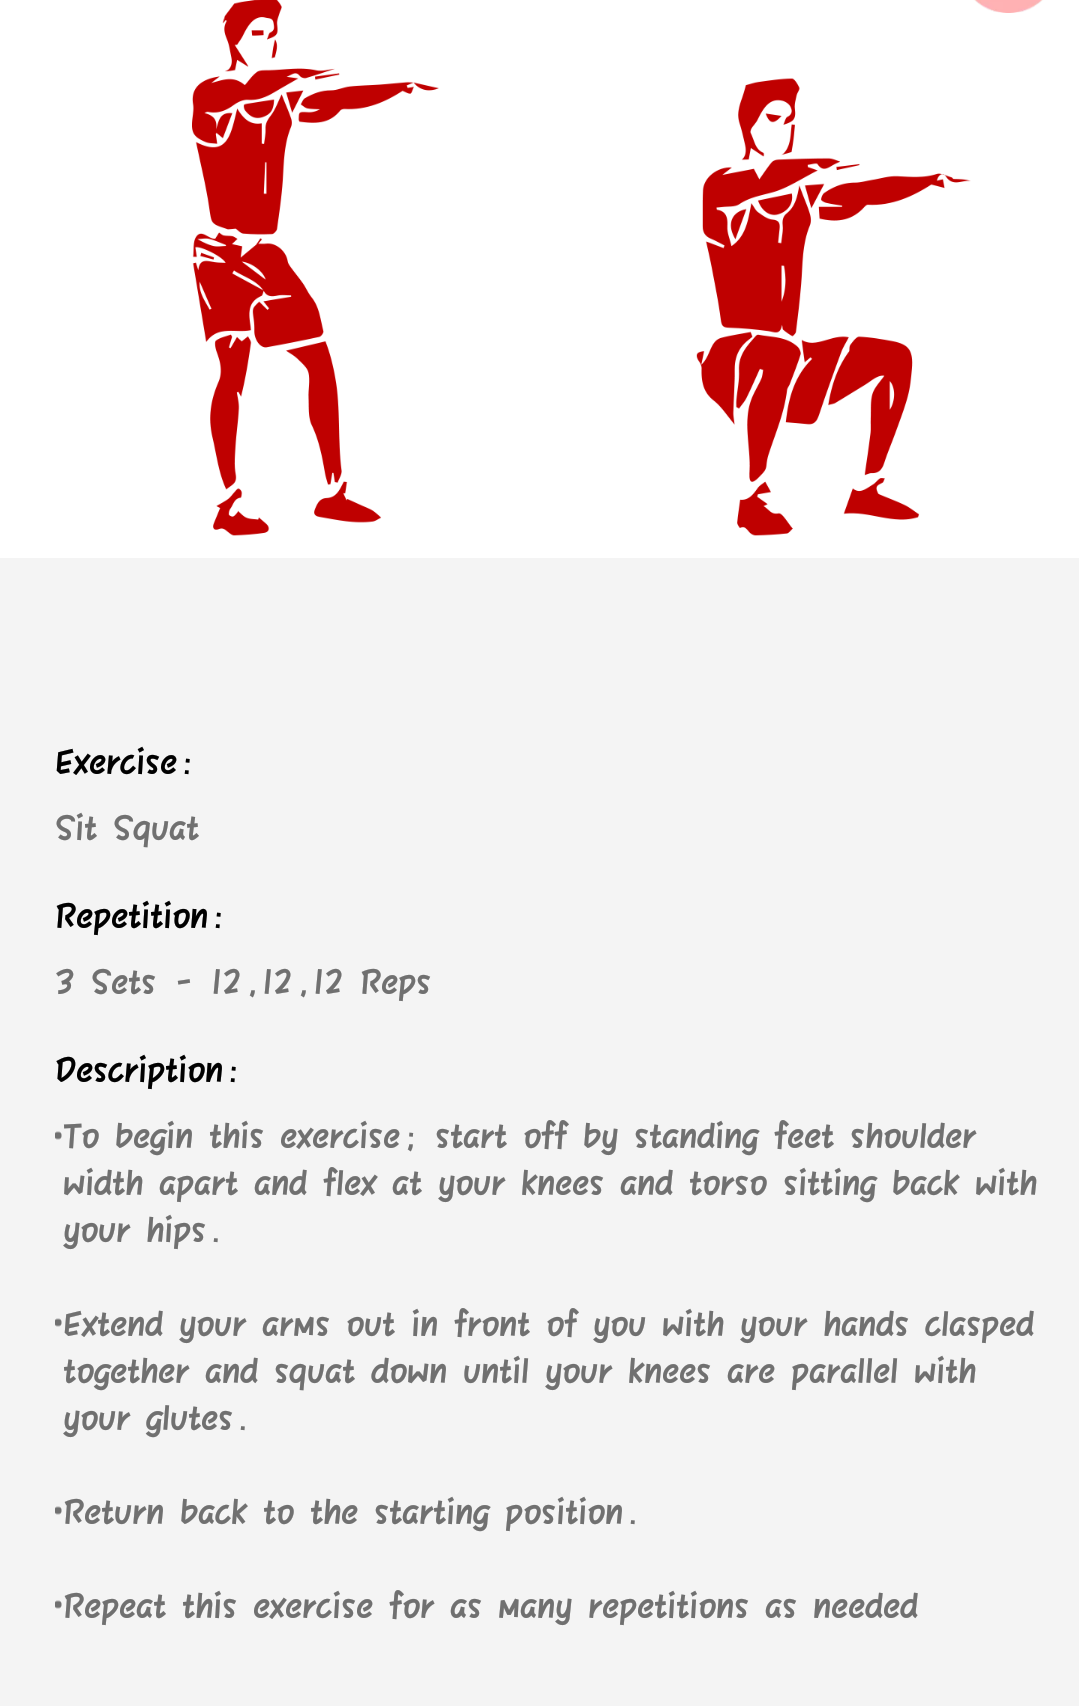 Exercise:
Sit Squat
Repetition:
3 Sets - 12,12,12 Reps
Description:
•To begin this exercise; start off by standing feet shoulder
width apart and flex at your knees and torso sitting back with
your hips.
•Extend your arms out in front of you with your hands clasped
together and squat down until your knees are parallel with
your glutes.
•Return back to the starting position.
•Repeat this exercise for as many repetitions as needed